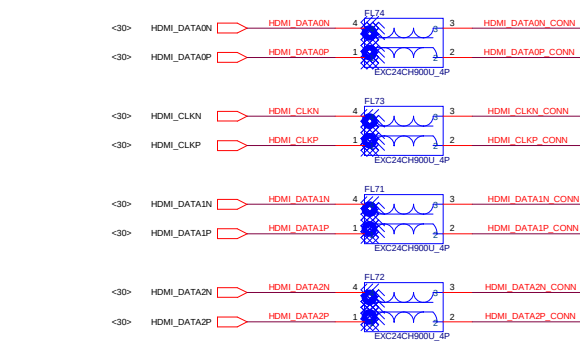 FL74
<30> HDMI_DATA0N HDMI_DATA0N 4 3 3 HDMI_DATA0N_CONN
<30> HDMI_DATA0P HDMI_DATA0P 1 2 2 HDMI_DATA0P_CONN
EXC24CH900U_4P
FL73
<30> HDMI_CLKN HDMI_CLKN 4 3 3 HDMI_CLKN_CONN
<30> HDMI_CLKP HDMI_CLKP 1 2 2 HDMI_CLKP_CONN
EXC24CH900U_4P
FL71
<30> HDMI_DATA1N HDMI_DATA1N 4 3 3 HDMI_DATA1N_CONN
<30> HDMI_DATA1P HDMI_DATA1P 1 2 2 HDMI_DATA1P_CONN
EXC24CH900U_4P
FL72
<30> HDMI_DATA2N HDMI_DATA2N 4 3 3 HDMI_DATA2N_CONN
<30> HDMI_DATA2P HDMI_DATA2P 1 2 2 HDMI_DATA2P_CONN
EXC24CH900U_4P